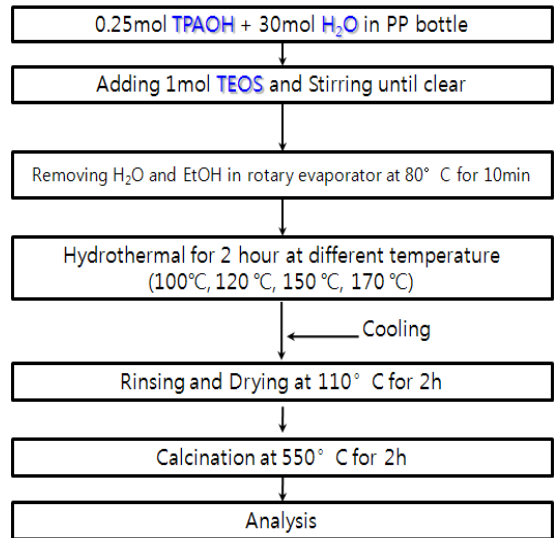 0.25mol TPAOH + 30mol H₂O in PP bottle
Adding 1mol TEOS and Stirring until clear
Removing H₂O and EtOH in rotary evaporator at 80° C for 10min
Hydrothermal for 2 hour at different temperature
(100℃, 120 ℃, 150 ℃, 170 ℃)
Cooling
Rinsing and Drying at 110° C for 2h
Calcination at 550° C for 2h
Analysis